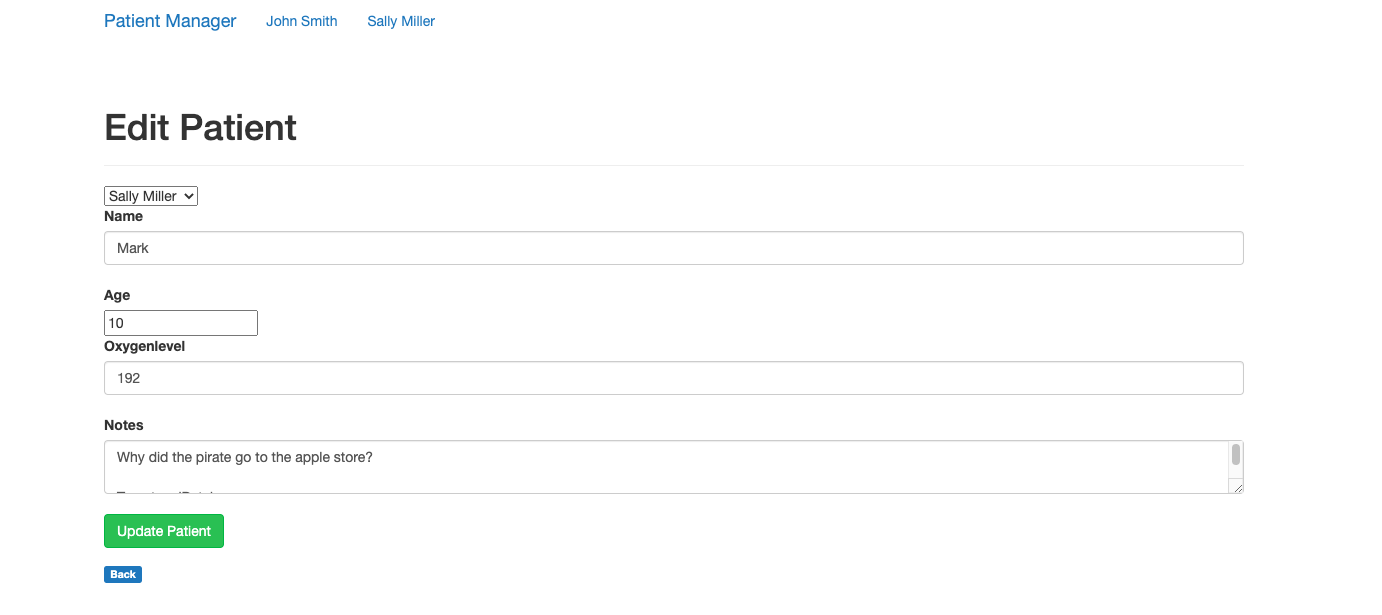 Patient Manager John Smith Sally Miller
Edit Patient
Sally Miller
Name
Mark
Age
10
Oxygenlevel
192
Notes
Why did the pirate go to the apple store?
Update Patient
Back